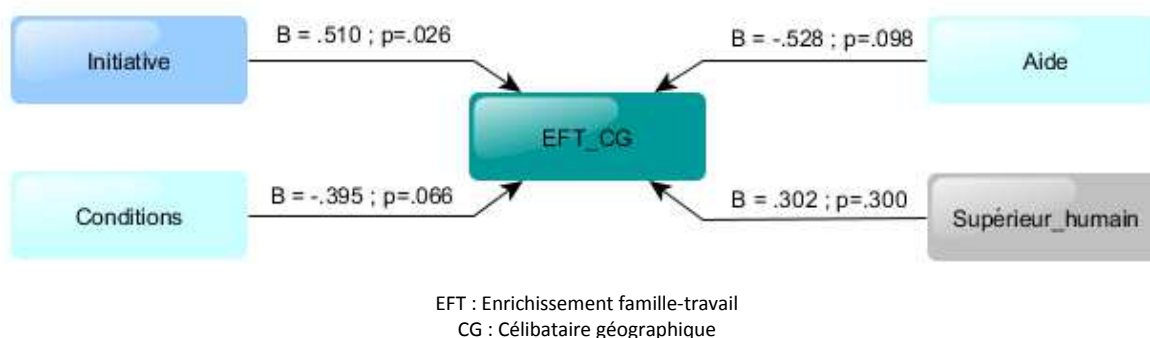 B = .510 ; p=.026
B = -.528 ; p=.098
Initiative
Aide
EFT_CG
B = -.395 ; p=.066
B = .302 ; p=.300
Conditions
Supérieur_humain
EFT : Enrichissement famille-travail
CG : Célibataire géographique